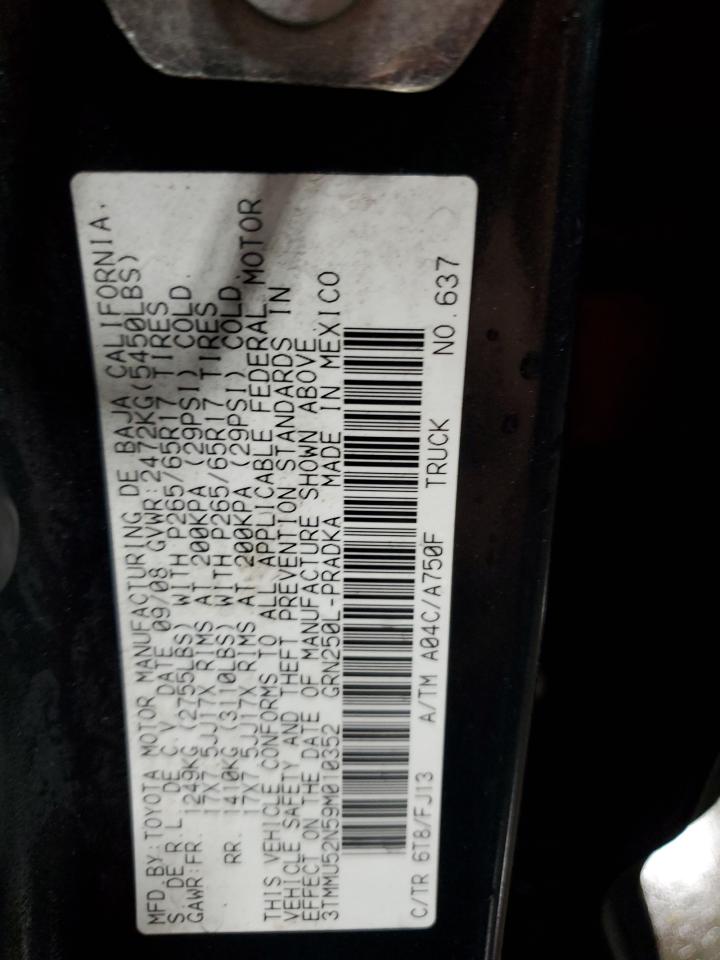 MFD.BY:TOYOTA MOTOR MANUFACTURING DE BAJA CALIFORNIA.
S. DE R.L. DE C.V DATE 09/08 GVWR:2472KG(5450LBS)
GAWR:FR. 1249KG (2755LBS) WITH P265/65R17 TIRES
17X7.5JJ17X RIMS AT 200KPA (29PSI) COLD.
RR. 1410KG (3110LBS) WITH P265/65R17 TIRES
17X7.5JJ17X RIMS AT 200KPA (29PSI) COLD.
THIS VEHICLE CONFORMS TO ALL APPLICABLE FEDERAL MOTOR
VEHICLE SAFETY AND THEFT PREVENTION STANDARDS IN
EFFECT ON THE DATE OF MANUFACTURE SHOWN ABOVE
3TMMU52N59M010352 GRN250L-PRADKA MADE IN MEXICO
C/TR 6T8/FJ13 A/TM A04C/A750F TRUCK NO.637